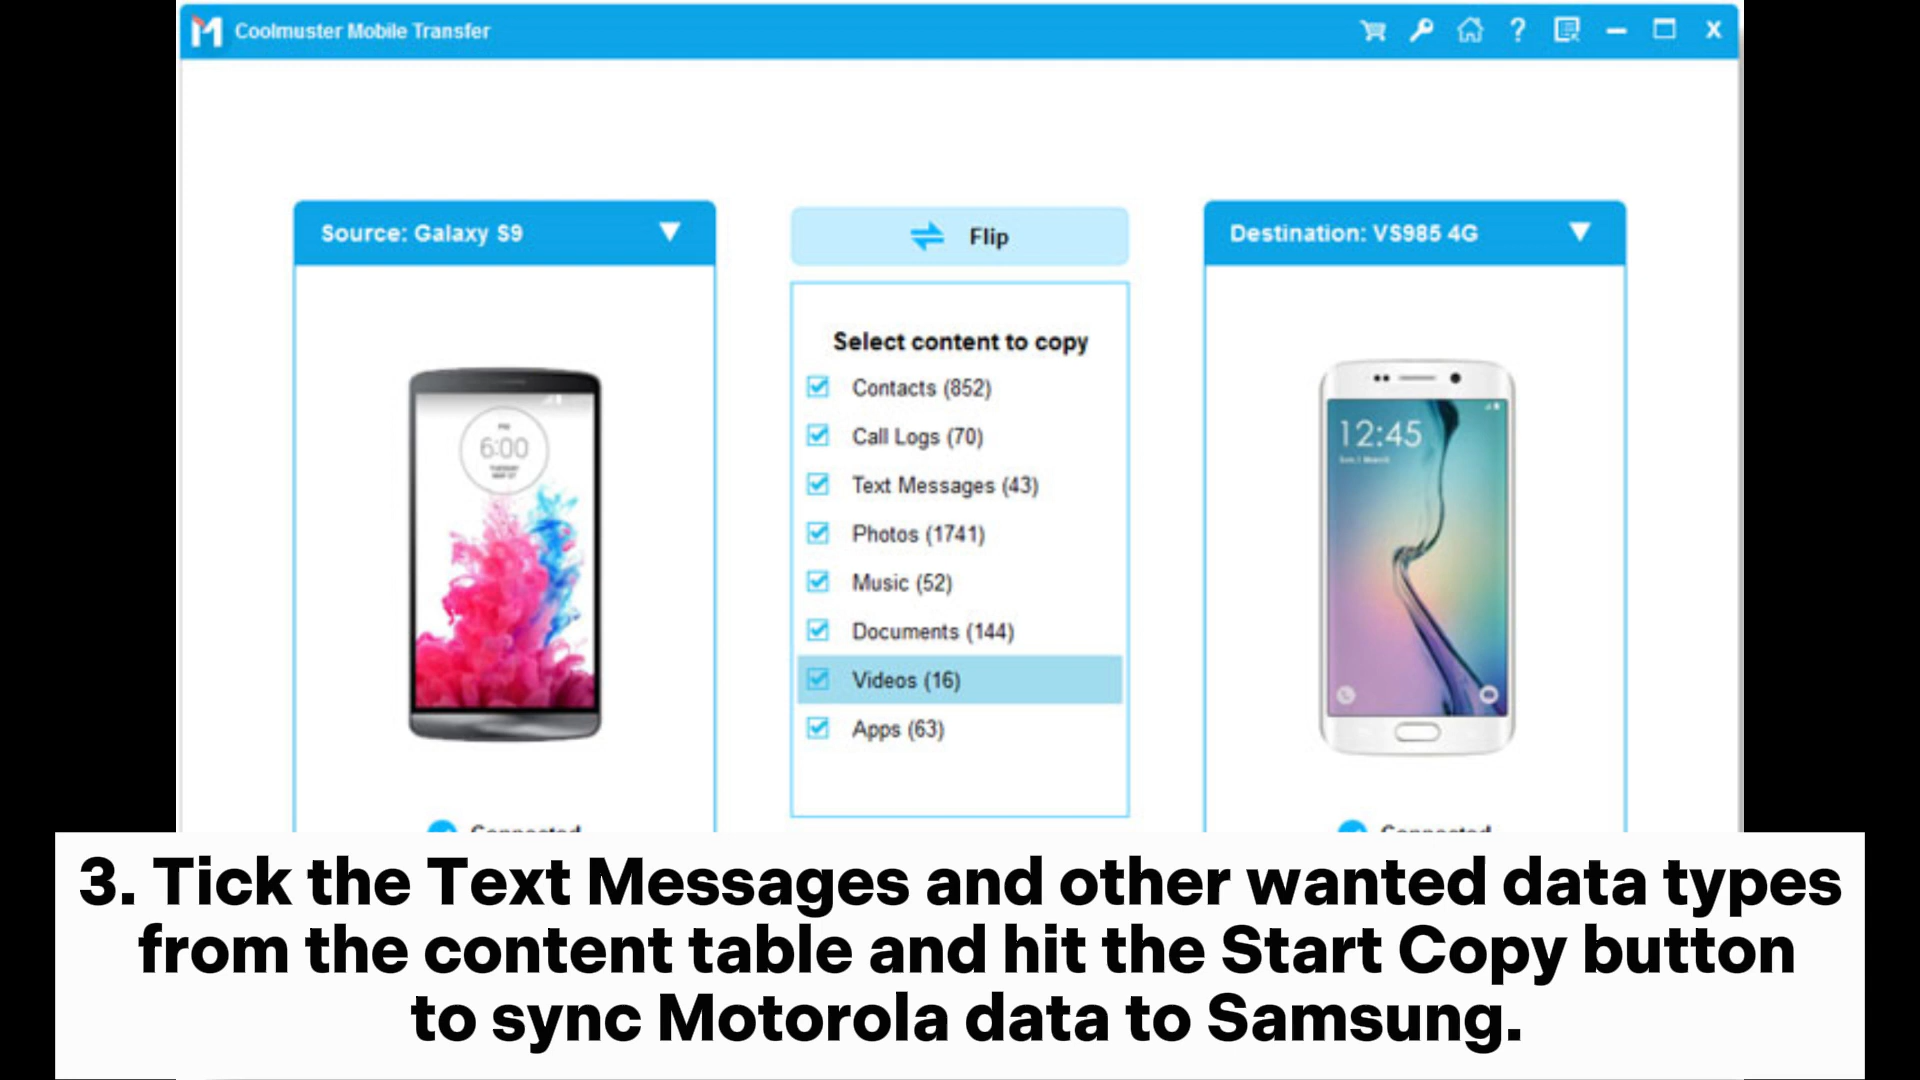 Coolmuster Mobile Transfer
Source: Galaxy S9
Flip
Destination: VS985 4G
Select content to copy
Contacts (852)
Call Logs (70)
Text Messages (43)
Photos (1741)
Music (52)
Documents (144)
Videos (16)
Apps (63)
6:00
12:45
Connected
Connected
3. Tick the Text Messages and other wanted data types
from the content table and hit the Start Copy button
to sync Motorola data to Samsung.